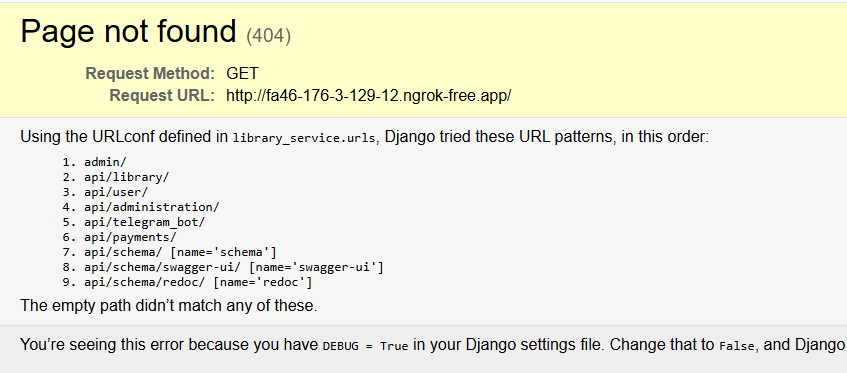 Page not found (404)
Request Method: GET
Request URL: http://fa46-176-3-129-12.ngrok-free.app/
Using the URLconf defined in library_service.urls, Django tried these URL patterns, in this order:
1. admin/
2. api/library/
3. api/user/
4. api/administration/
5. api/telegram_bot/
6. api/payments/
7. api/schema/ [name='schema']
8. api/schema/swagger-ui/ [name='swagger-ui']
9. api/schema/redoc/ [name='redoc']
The empty path didn’t match any of these.
You’re seeing this error because you have DEBUG = True in your Django settings file. Change that to False, and Django